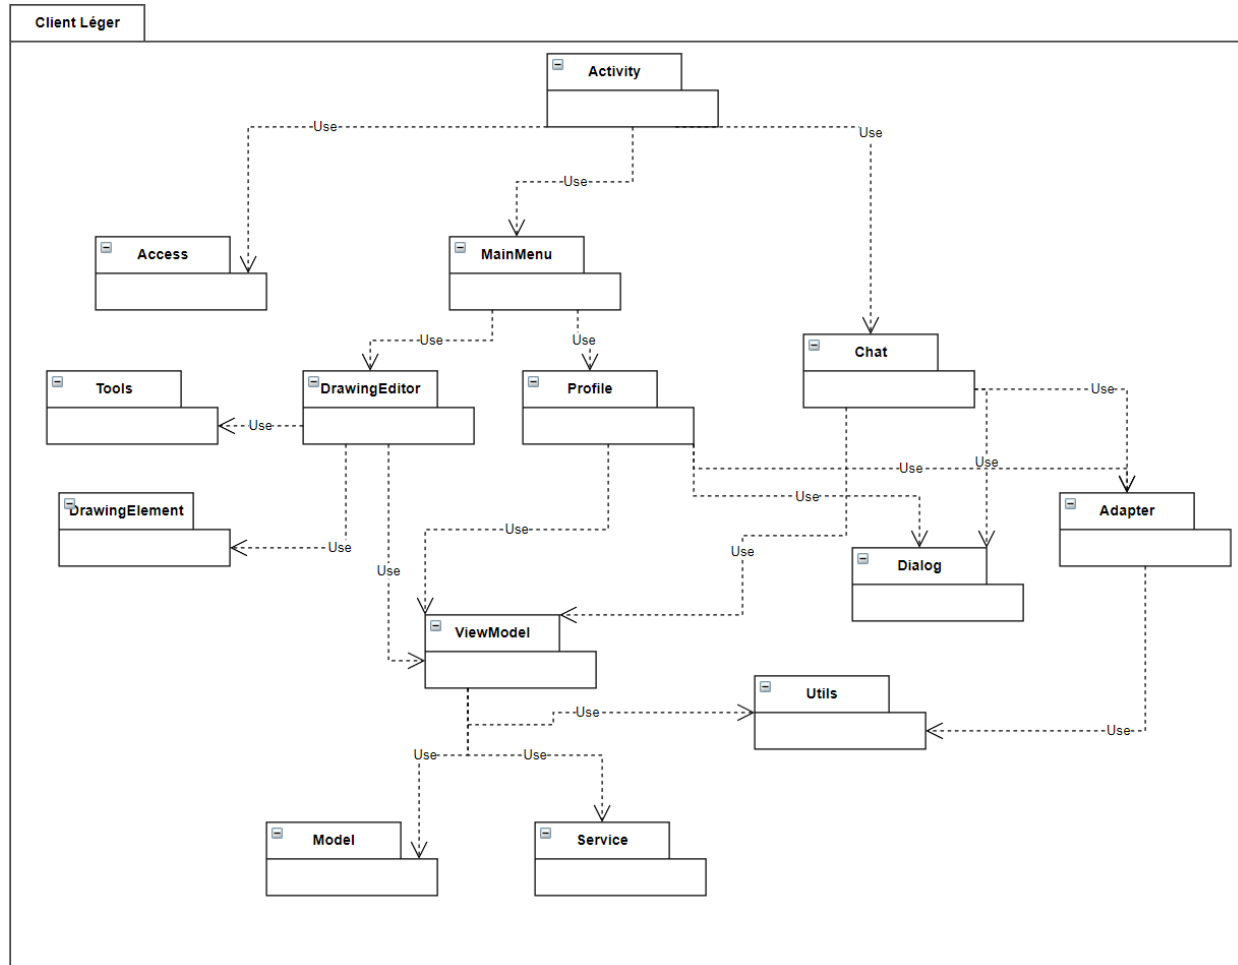 Client Léger
Activity
Use
Use
Use
Access
MainMenu
Use
Use
Chat
Tools
DrawingEditor
Profile
Use
Use
Use
Use
Use
DrawingElement
Adapter
Use
Use
Use
Use
Dialog
Use
ViewModel
Utils
Use
Use
Use
Use
Model
Service